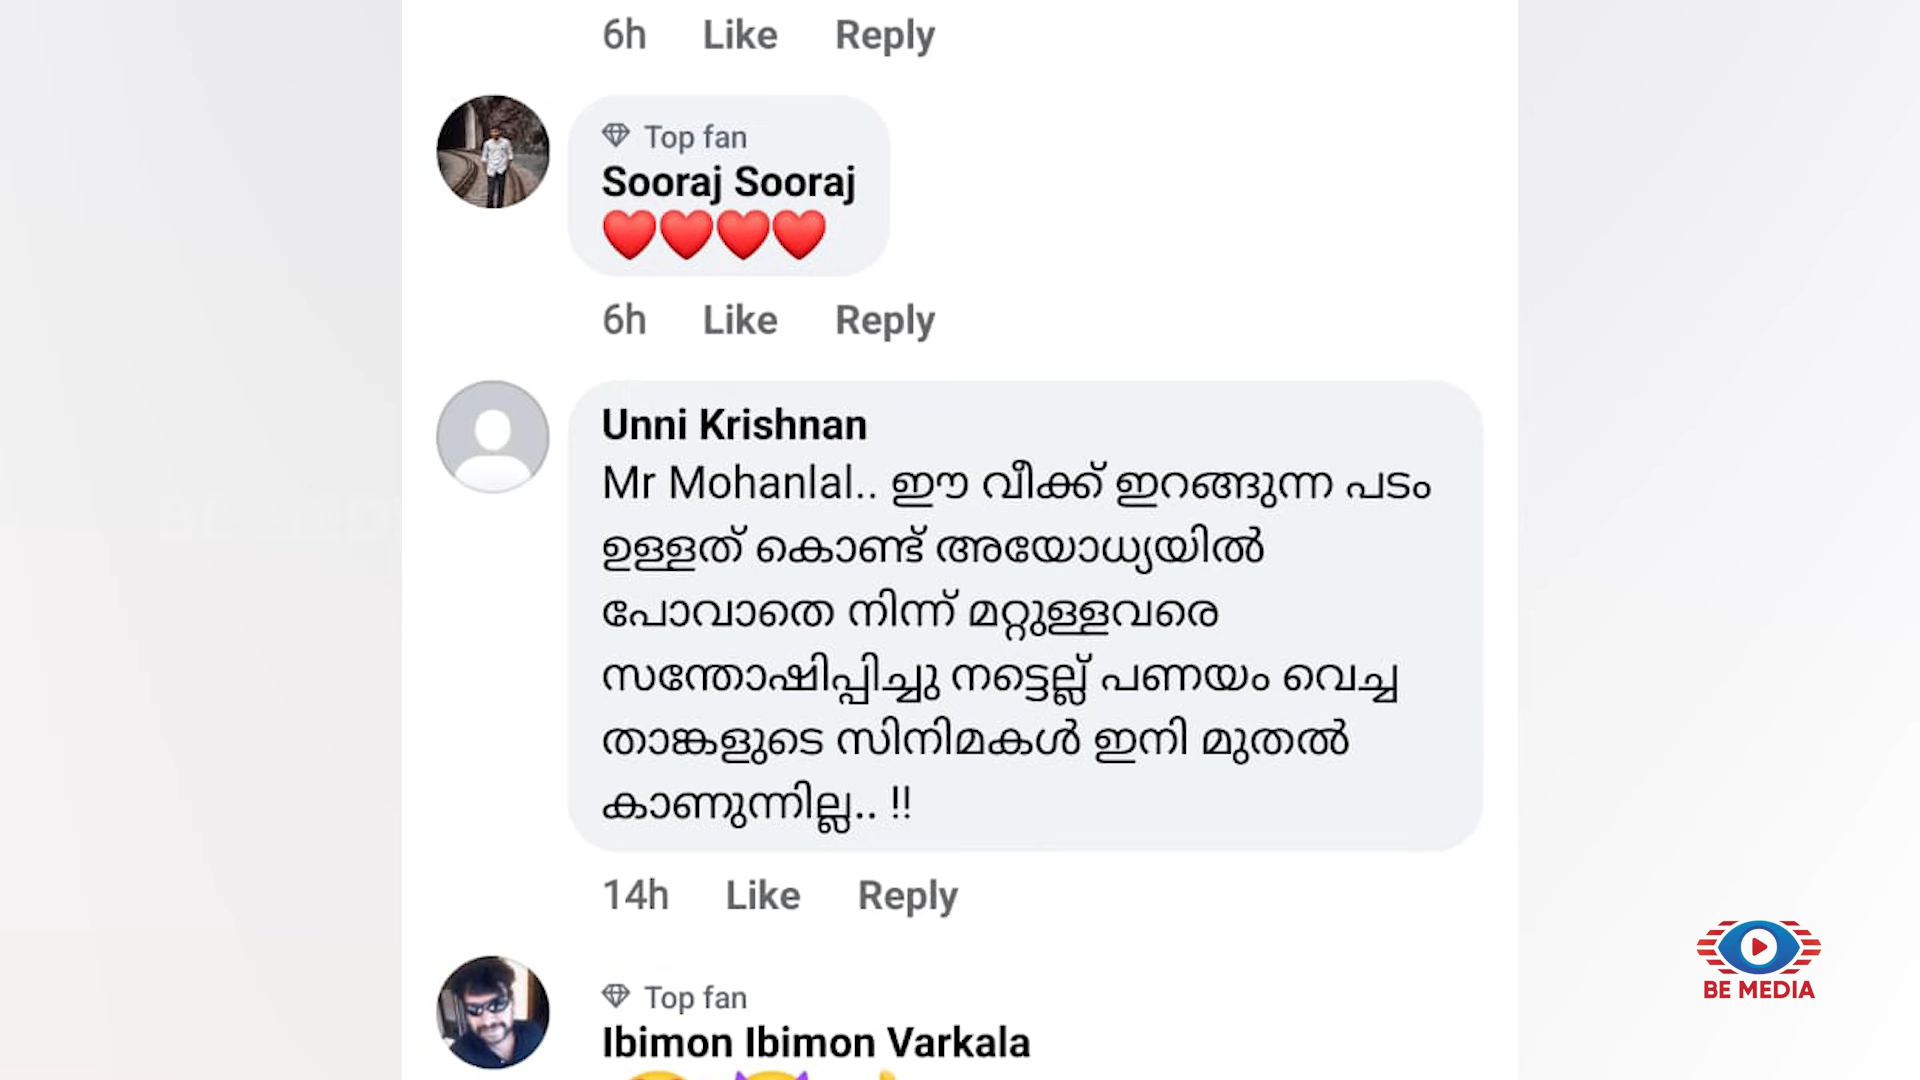 6h Like Reply
Top fan
Sooraj Sooraj
❤️❤️❤️❤️
6h Like Reply
Unni Krishnan
Mr Mohanlal.. ഈ വീക്ക് ഇറങ്ങുന്ന പടം
ഉള്ളത് കൊണ്ട് അയോധ്യയിൽ
പോവാതെ നിന്ന് മറ്റുള്ളവരെ
സന്തോഷിപ്പിച്ചു നട്ടെല്ല് പണയം വെച്ച
താങ്കളുടെ സിനിമകൾ ഇനി മുതൽ
കാണുന്നില്ല.. !!
14h Like Reply
Top fan
Ibimon Ibimon Varkala
BE MEDIA